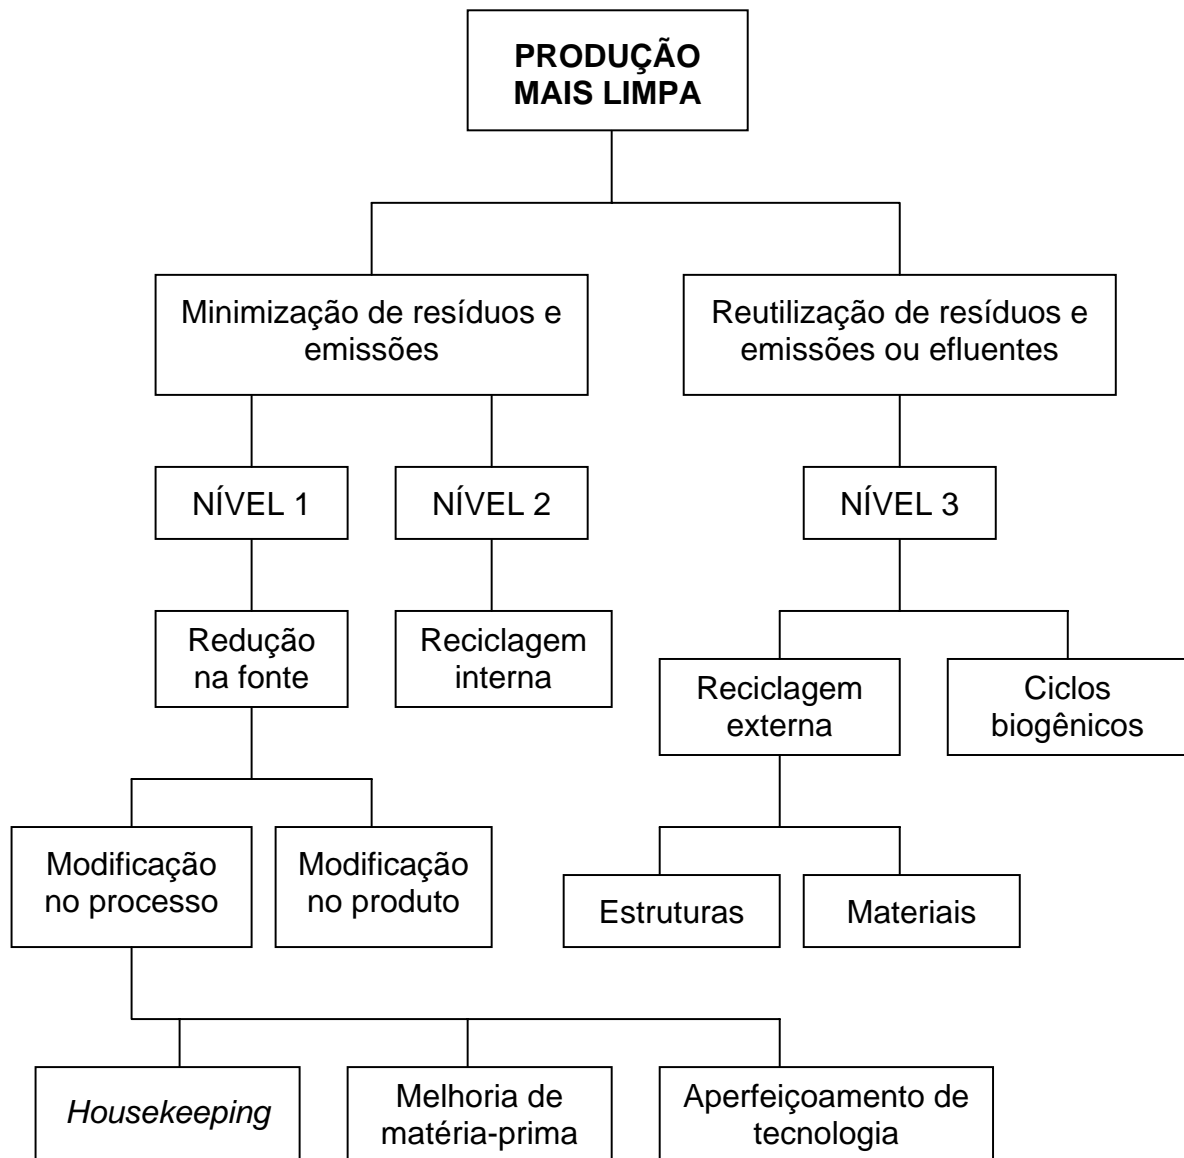 PRODUÇÃO
MAIS LIMPA
Minimização de resíduos e
emissões
Reutilização de resíduos e
emissões ou efluentes
NÍVEL 1
NÍVEL 2
NÍVEL 3
Redução
na fonte
Reciclagem
interna
Reciclagem
externa
Ciclos
biogênicos
Modificação
no processo
Modificação
no produto
Estruturas
Materiais
Housekeeping
Melhoria de
matéria-prima
Aperfeiçoamento de
tecnologia